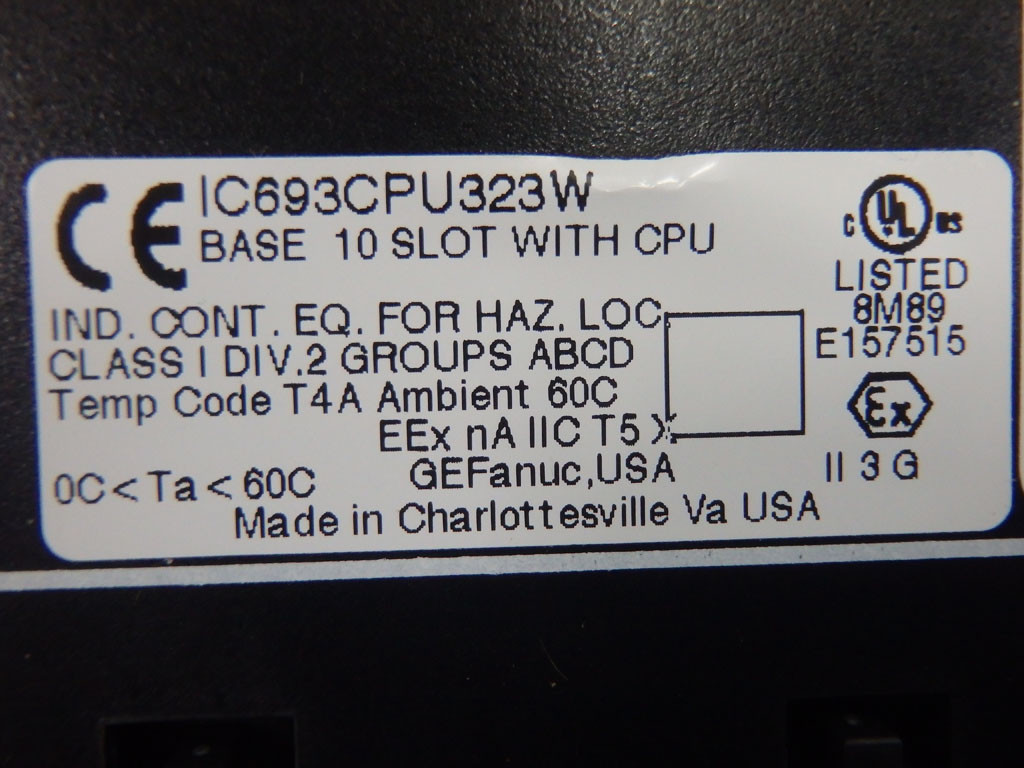 CE IC693CPU323W
BASE 10 SLOT WITH CPU
IND. CONT. EQ. FOR HAZ. LOC.
CLASS I DIV.2 GROUPS ABCD
Temp Code T4A Ambient 60C
EEx nA IIC T5 X
0C < Ta < 60C
GEFanuc,USA
Made in Charlottesville Va USA
C UL US
LISTED
8M89
E157515
Ex
II 3 G